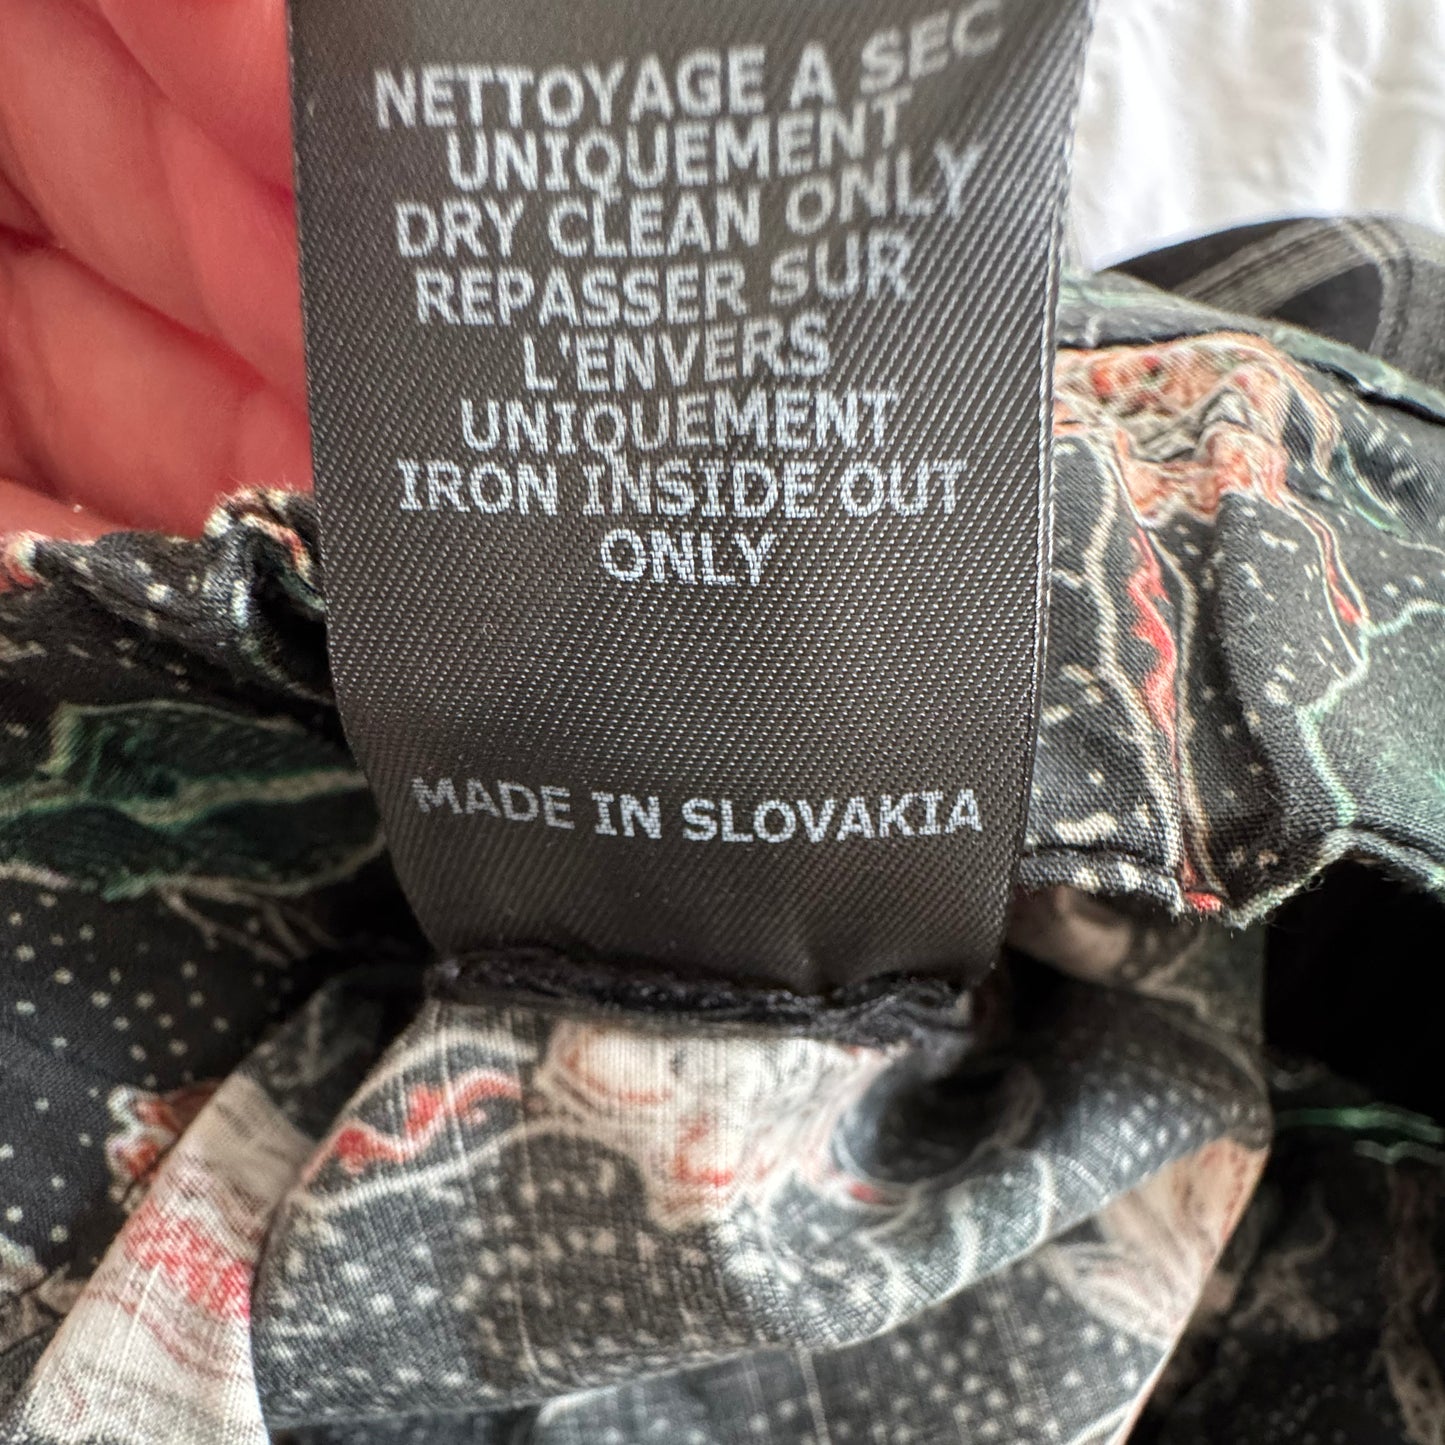 NETTOYAGE A SEC
UNIQUEMENT
DRY CLEAN ONLY
REPASSER SUR
L'ENVERS
UNIQUEMENT
IRON INSIDE OUT
ONLY
MADE IN SLOVAKIA